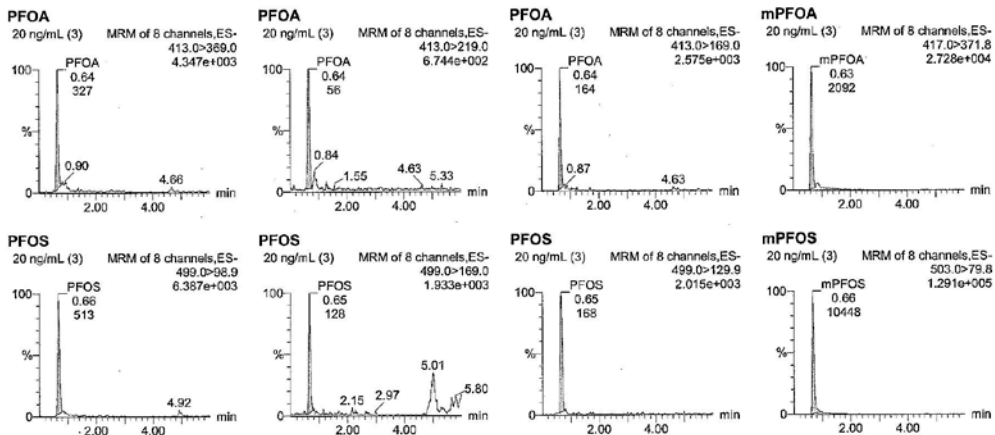 PFOA
20 ng/mL (3) MRM of 8 channels,ES-
413.0>369.0
4.347e+003
PFOA
0.64
327
100
%
0
0.90
4.66
2.00 4.00 min
PFOA
20 ng/mL (3) MRM of 8 channels,ES-
413.0>219.0
6.744e+002
PFOA
0.64
56
100
%
0
0.84
1.55
4.63
5.33
2.00 4.00 min
PFOA
20 ng/mL (3) MRM of 8 channels,ES-
413.0>169.0
2.575e+003
PFOA
0.64
164
100
%
0
0.87
4.63
2.00 4.00 min
mPFOA
20 ng/mL (3) MRM of 8 channels,ES-
417.0>371.8
2.728e+004
mPFOA
0.63
2092
100
%
0
2.00 4.00 min
PFOS
20 ng/mL (3) MRM of 8 channels,ES-
499.0>98.9
6.387e+003
PFOS
0.66
513
100
%
0
4.92
2.00 4.00 min
PFOS
20 ng/mL (3) MRM of 8 channels,ES-
499.0>169.0
1.933e+003
PFOS
0.65
128
100
%
0
2.15
2.97
5.01
5.80
2.00 4.00 min
PFOS
20 ng/mL (3) MRM of 8 channels,ES-
499.0>129.9
2.015e+003
PFOS
0.65
168
100
%
0
2.00 4.00 min
mPFOS
20 ng/mL (3) MRM of 8 channels,ES-
503.0>79.8
1.291e+005
mPFOS
0.66
10448
100
%
0
2.00 4.00 min